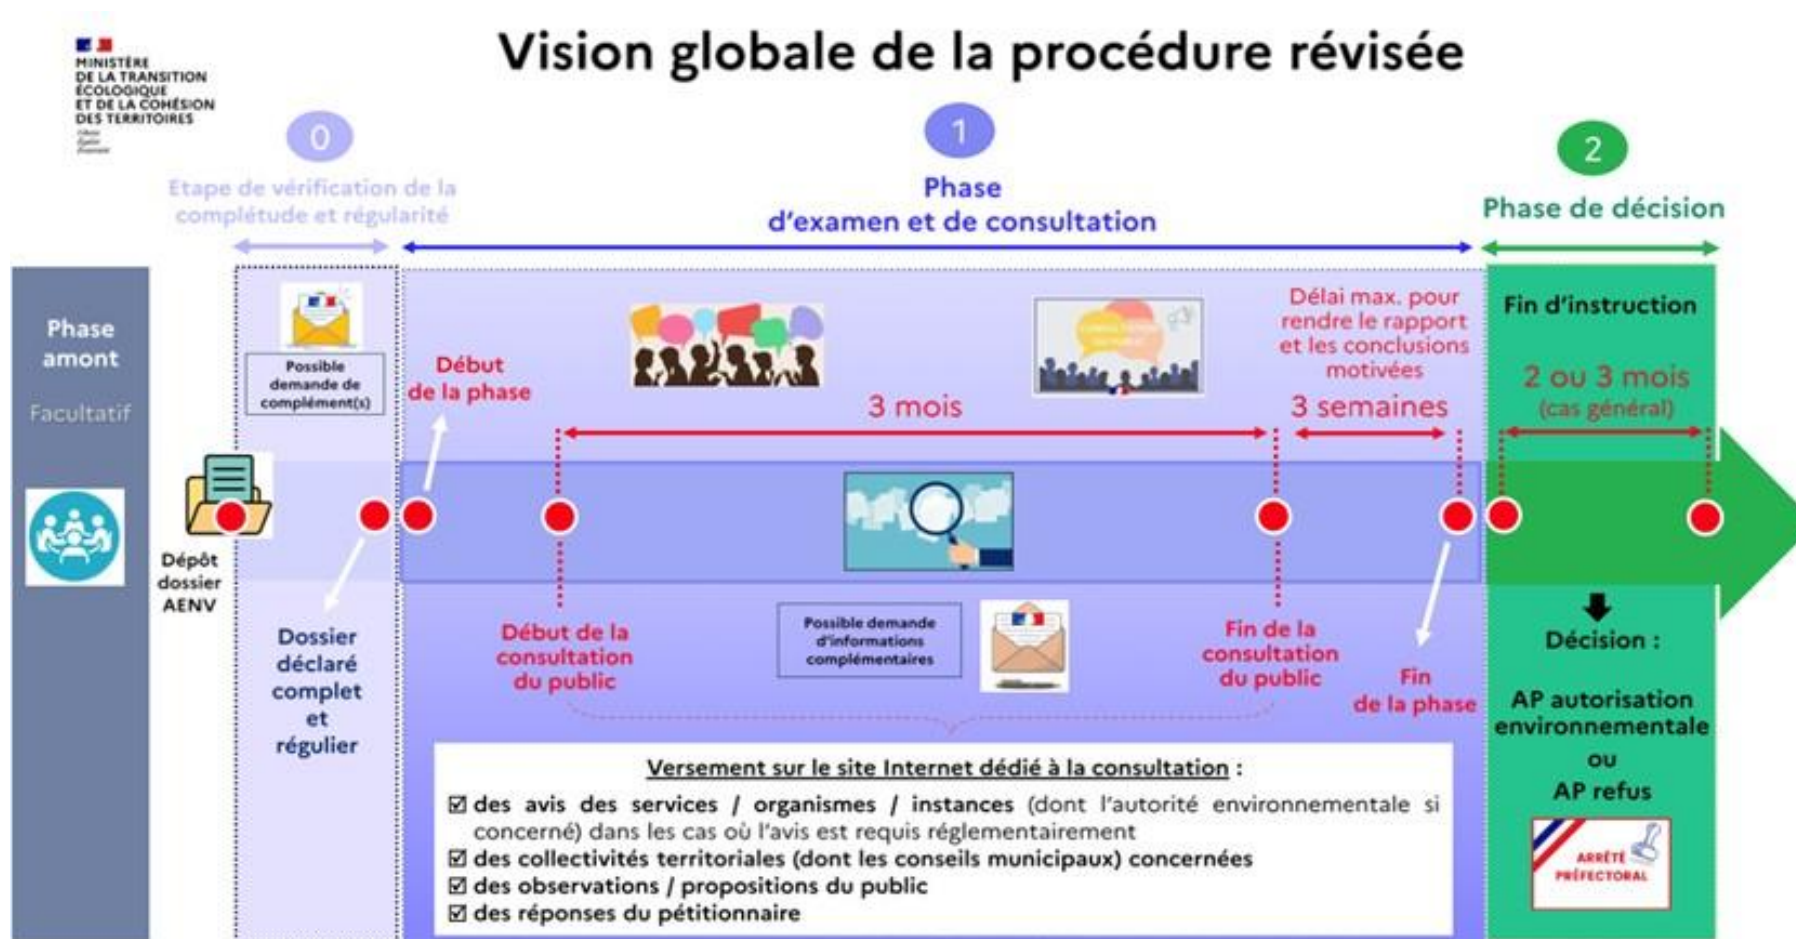 Vision globale de la procédure révisée
MINISTÈRE
DE LA TRANSITION
ÉCOLOGIQUE
ET DE LA COHÉSION
DES TERRITOIRES
0
Etape de vérification de la
complétude et régularité
1
Phase
d'examen et de consultation
2
Phase de décision
Phase
amont
Facultatif
Dépôt
dossier
AENV
Possible
demande de
complément(s)
Dossier
déclaré
complet
et
régulier
Début
de la phase
3 mois
Délai max. pour
rendre le rapport
et les conclusions
motivées
3 semaines
Début de la
consultation
du public
Possible demande
d'informations
complémentaires
Fin de la
consultation
du public
Fin
de la phase
Versement sur le site Internet dédié à la consultation :
☑ des avis des services / organismes / instances (dont l'autorité environnementale si
concerné) dans les cas où l'avis est requis réglementairement
☑ des collectivités territoriales (dont les conseils municipaux) concernées
☑ des observations / propositions du public
☑ des réponses du pétitionnaire
Fin d'instruction
2 ou 3 mois
(cas général)
Décision :
AP autorisation
environnementale
ou
AP refus
ARRÊTÉ
PRÉFECTORAL